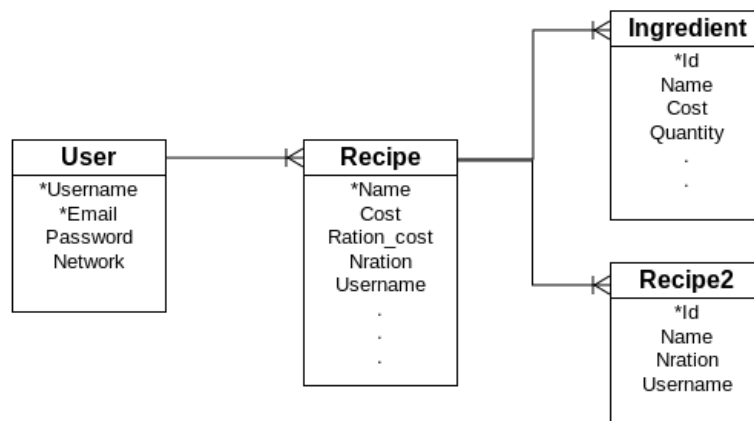 User
*Username
*Email
Password
Network
Recipe
*Name
Cost
Ration_cost
Nration
Username
.
.
.
Ingredient
*Id
Name
Cost
Quantity
.
.
Recipe2
*Id
Name
Nration
Username